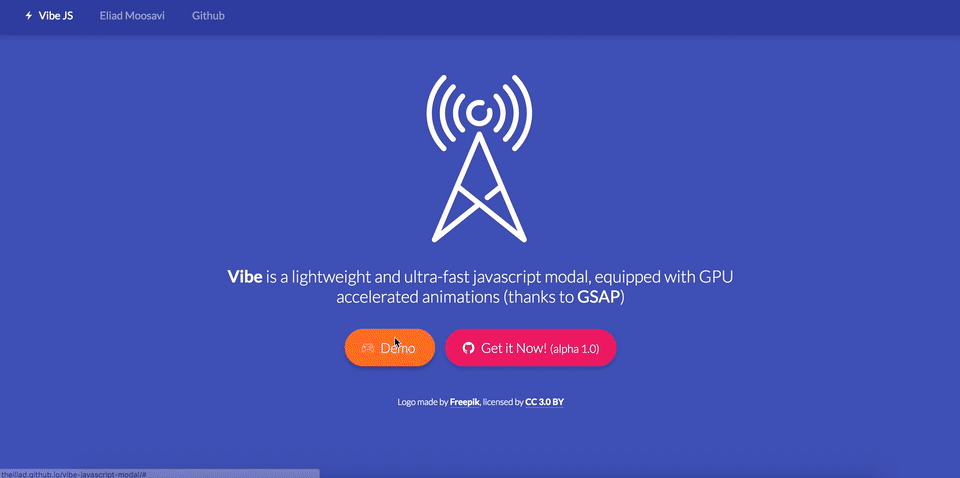 Vibe JS Eliad Moosavi Github
Vibe is a lightweight and ultra-fast javascript modal, equipped with GPU
accelerated animations (thanks to GSAP)
Demo Get it Now! (alpha 1.0)
Logo made by Freepik, licensed by CC 3.0 BY
theiliad.github.io/vibe-javascript-modal/#